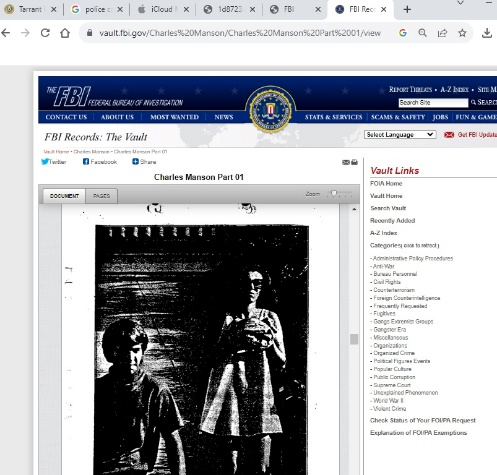 Tarrant
police c
iCloud
1d8723
FBI
FBI Rec
vault.fbi.gov/Charles%20Manson/Charles%20Manson%20Part%2001/view
THE FBI FEDERAL BUREAU OF INVESTIGATION
REPORT THREATS • A-Z INDEX • SITE M
Search Site
SEARC
CONTACT US
ABOUT US
MOST WANTED
NEWS
STATS & SERVICES
SCAMS & SAFETY
JOBS
FUN & GAME
FBI Records: The Vault
Select Language
Get FBI Update
Vault Home • Charles Manson • Charles Manson Part 01
Twitter
Facebook
Share
Charles Manson Part 01
DOCUMENT
PAGES
Zoom
Vault Links
FOIA Home
Vault Home
Search Vault
Recently Added
A-Z Index
Categories( click to retract )
- Administrative Policy Procedures
- Anti-War
- Bureau Personnel
- Civil Rights
- Counterterrorism
- Foreign Counterintelligence
- Frequently Requested
- Fugitives
- Gangs Extremist Groups
- Gangster Era
- Miscellaneous
- Organizations
- Organized Crime
- Political Figures Events
- Popular Culture
- Public Corruption
- Supreme Court
- Unexplained Phenomenon
- World War II
- Violent Crime
Check Status of Your FOI/PA Request
Explanation of FOI/PA Exemptions